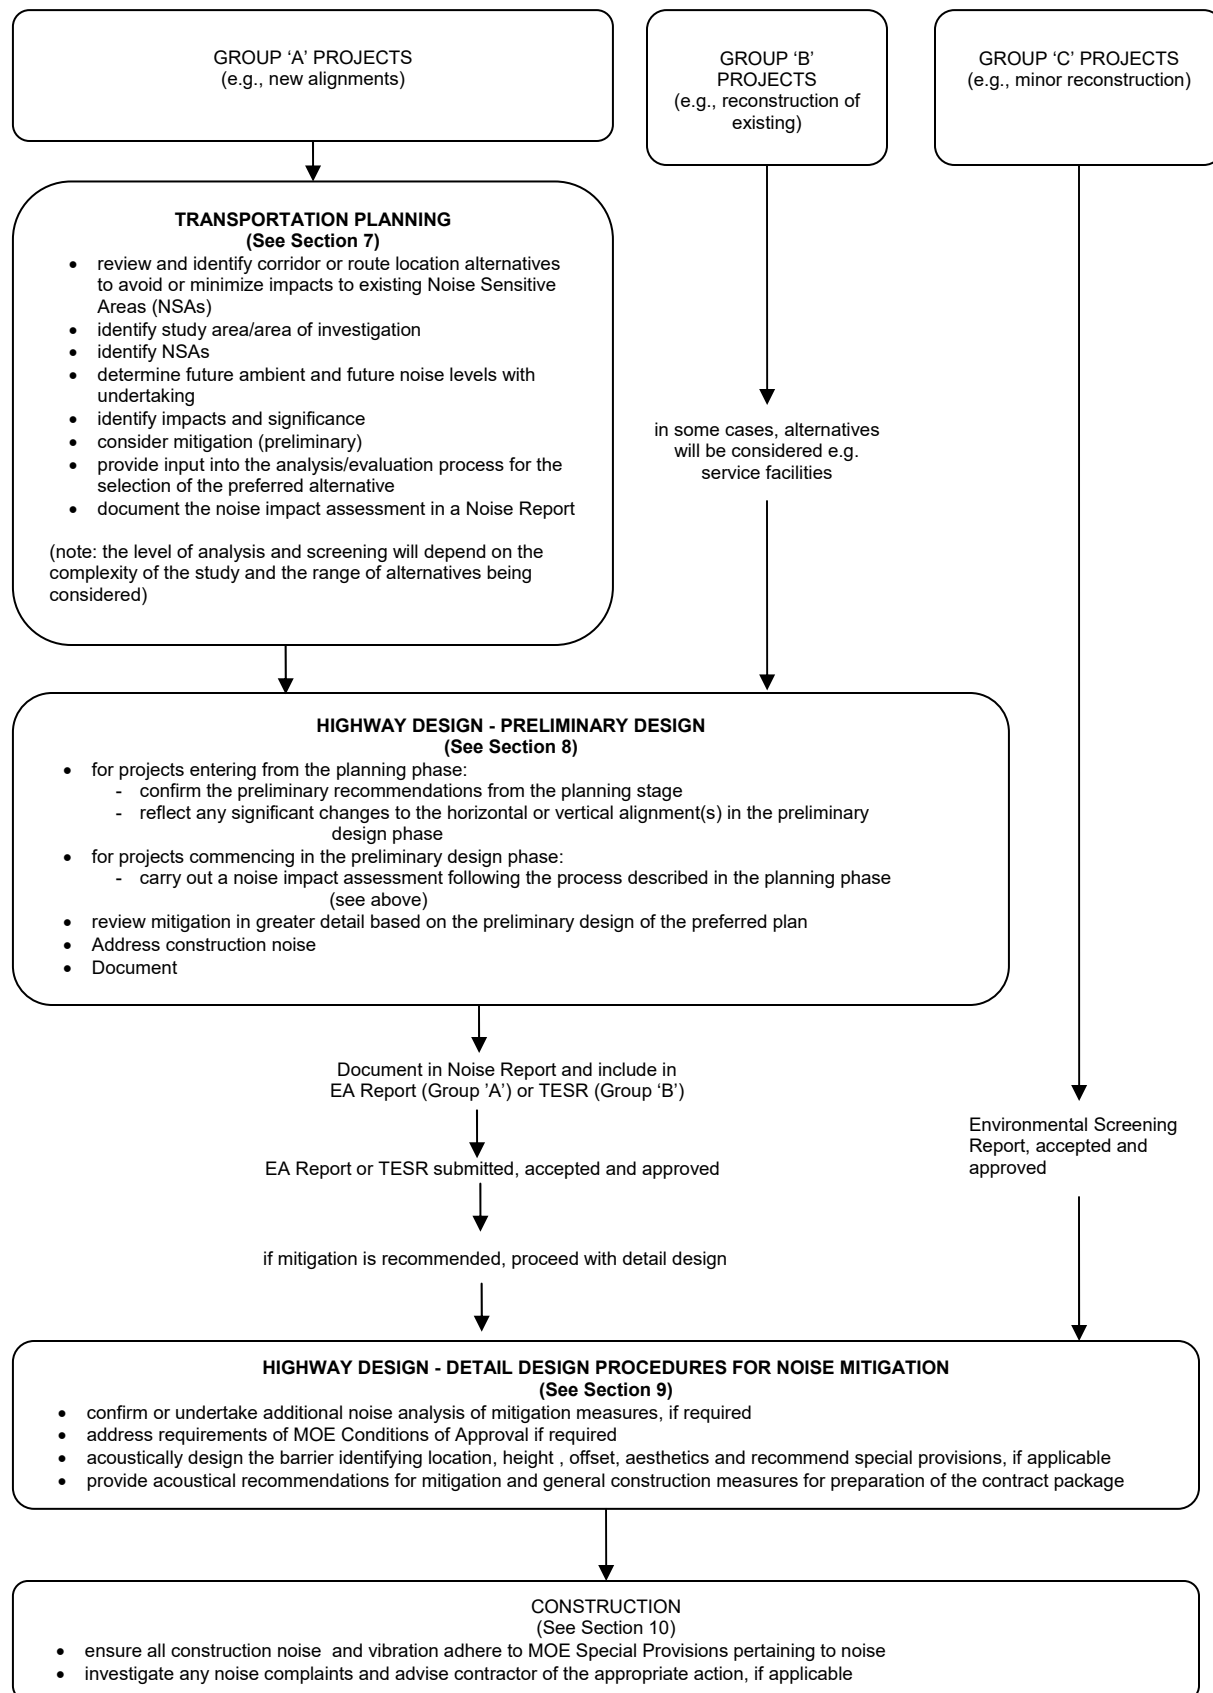 GROUP ‘A’ PROJECTS
(e.g., new alignments)
GROUP ‘B’
PROJECTS
(e.g., reconstruction of
existing)
GROUP ‘C’ PROJECTS
(e.g., minor reconstruction)
TRANSPORTATION PLANNING
(See Section 7)
• review and identify corridor or route location alternatives
to avoid or minimize impacts to existing Noise Sensitive
Areas (NSAs)
• identify study area/area of investigation
• identify NSAs
• determine future ambient and future noise levels with
undertaking
• identify impacts and significance
• consider mitigation (preliminary)
• provide input into the analysis/evaluation process for the
selection of the preferred alternative
• document the noise impact assessment in a Noise Report
(note: the level of analysis and screening will depend on the
complexity of the study and the range of alternatives being
considered)
in some cases, alternatives
will be considered e.g.
service facilities
HIGHWAY DESIGN - PRELIMINARY DESIGN
(See Section 8)
• for projects entering from the planning phase:
- confirm the preliminary recommendations from the planning stage
- reflect any significant changes to the horizontal or vertical alignment(s) in the preliminary
design phase
• for projects commencing in the preliminary design phase:
- carry out a noise impact assessment following the process described in the planning phase
(see above)
• review mitigation in greater detail based on the preliminary design of the preferred plan
• Address construction noise
• Document
Document in Noise Report and include in
EA Report (Group ’A’) or TESR (Group ‘B’)
EA Report or TESR submitted, accepted and approved
if mitigation is recommended, proceed with detail design
Environmental Screening
Report, accepted and
approved
HIGHWAY DESIGN - DETAIL DESIGN PROCEDURES FOR NOISE MITIGATION
(See Section 9)
• confirm or undertake additional noise analysis of mitigation measures, if required
• address requirements of MOE Conditions of Approval if required
• acoustically design the barrier identifying location, height , offset, aesthetics and recommend special provisions, if applicable
• provide acoustical recommendations for mitigation and general construction measures for preparation of the contract package
CONSTRUCTION
(See Section 10)
• ensure all construction noise and vibration adhere to MOE Special Provisions pertaining to noise
• investigate any noise complaints and advise contractor of the appropriate action, if applicable